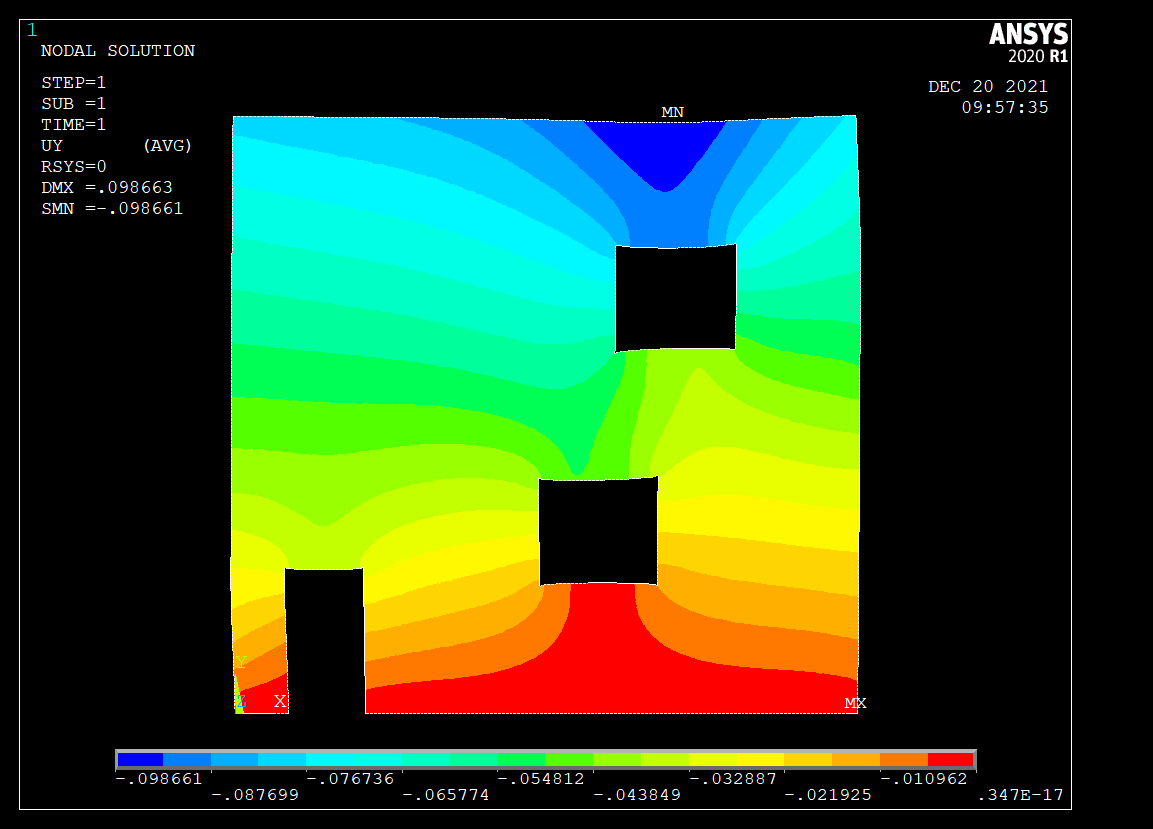 1
ANSYS
2020 R1
NODAL SOLUTION
STEP=1
SUB =1
TIME=1
UY (AVG)
RSYS=0
DMX =.098663
SMN =-.098661
DEC 20 2021
09:57:35
MN
Y
Z X
MX
-.098661 -.076736 -.054812 -.032887 -.010962
-.087699 -.065774 -.043849 -.021925 .347E-17